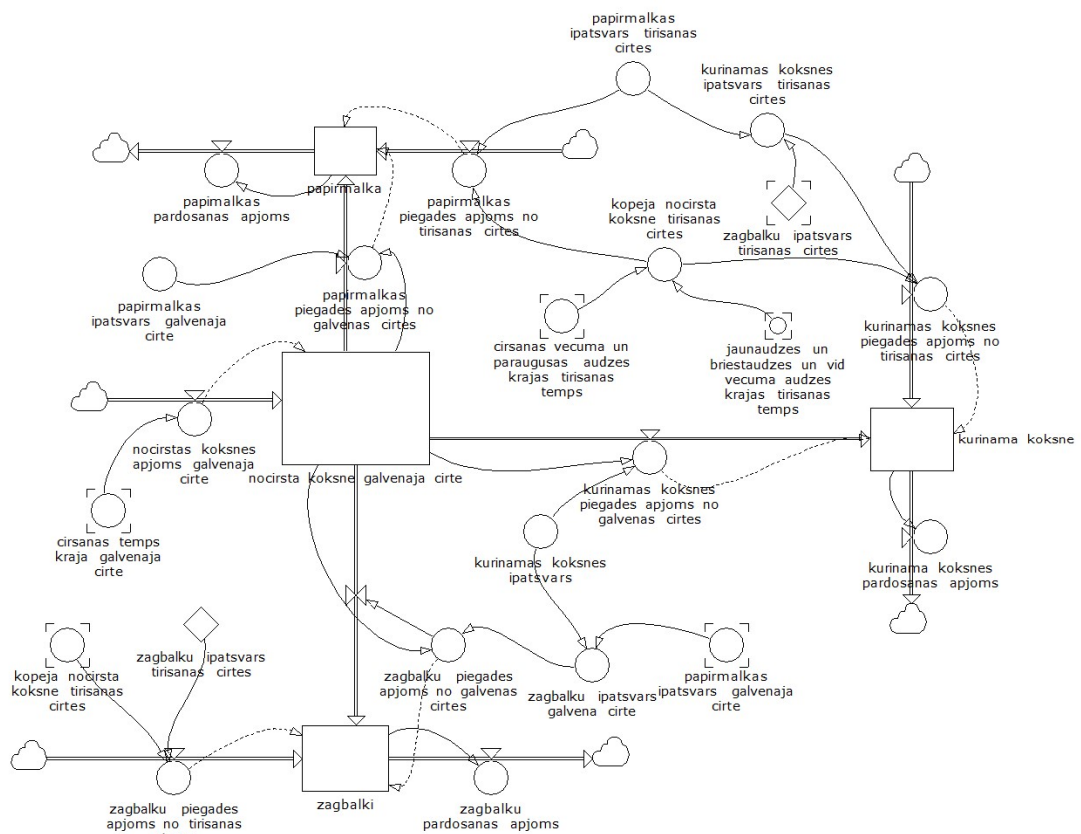 papirmalkas
ipatsvars tirisanas
cirtes
kurinamas koksnes
ipatsvars tirisanas
cirtes
papirmalka
papimalkas
pardosanas apjoms
papirmalkas
piegades apjoms no
tirisanas cirtes
kopeja nocirsta
koksne tirisanas
cirtes
zagbalku ipatsvars
tirisanas cirtes
papirmalkas
ipatsvars galvenaja
cirte
papirmalkas
piegades apjoms no
galvenas cirtes
cirsanas vecuma un
paraugusas audzes
krajas tirisanas
temps
jaunaudzes un
briestaudzes un vid
vecuma audzes
krajas tirisanas
temps
kurinamas koksnes
piegades apjoms no
tirisanas cirtes
nocirstas koksnes
apjoms galvenaja
cirte
nocirsta koksne galvenaja cirte
kurinama koksne
kurinamas koksnes
piegades apjoms no
galvenas cirtes
cirsanas temps
kraja galvenaja
cirte
kurinamas koksnes
ipatsvars
kurinama koksnes
pardosanas apjoms
kopeja nocirsta
koksne tirisanas
cirtes
zagbalku ipatsvars
tirisanas cirtes
zagbalku piegades
apjoms no galvenas
cirtes
zagbalku ipatsvars
galvena cirte
papirmalkas
ipatsvars galvenaja
cirte
zagbalku piegades
apjoms no tirisanas
zagbalki
zagbalku
pardosanas apjoms